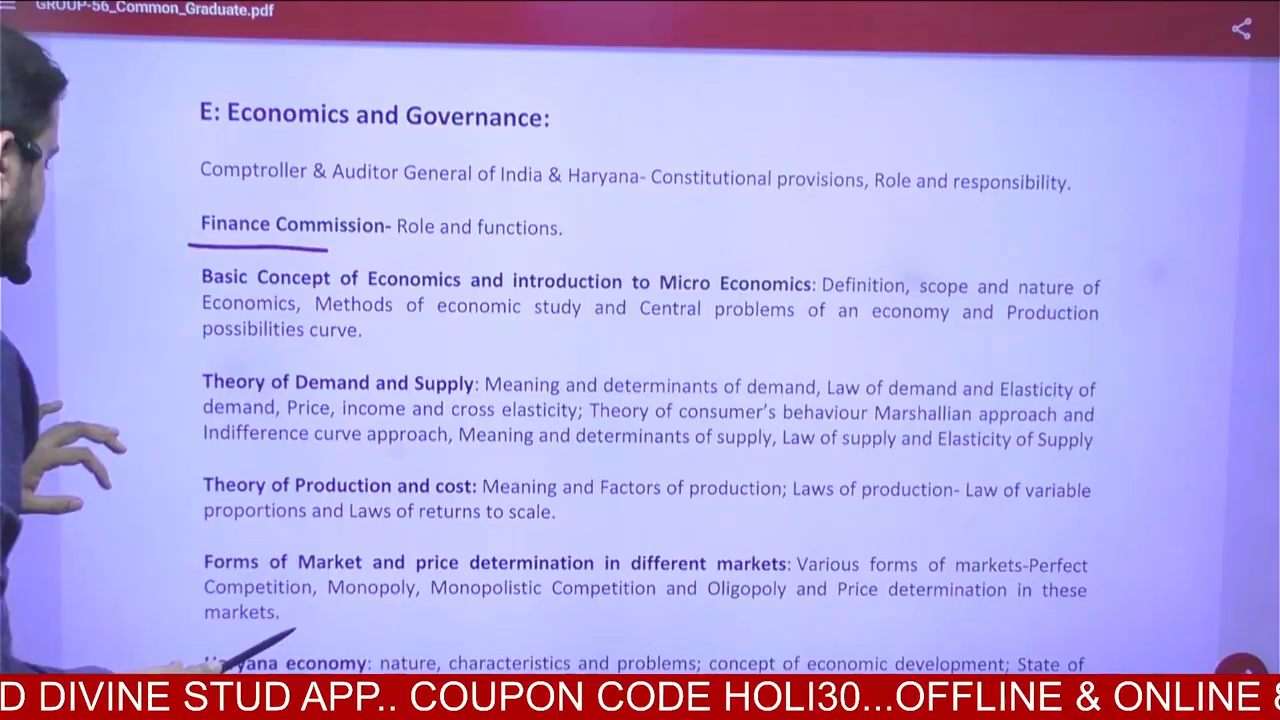 GROUP-56_Common_Graduate.pdf
E: Economics and Governance:
Comptroller & Auditor General of India & Haryana- Constitutional provisions, Role and responsibility.
Finance Commission- Role and functions.
Basic Concept of Economics and introduction to Micro Economics: Definition, scope and nature of
Economics, Methods of economic study and Central problems of an economy and Production
possibilities curve.
Theory of Demand and Supply: Meaning and determinants of demand, Law of demand and Elasticity of
demand, Price, income and cross elasticity; Theory of consumer's behaviour Marshallian approach and
Indifference curve approach, Meaning and determinants of supply, Law of supply and Elasticity of Supply
Theory of Production and cost: Meaning and Factors of production; Laws of production- Law of variable
proportions and Laws of returns to scale.
Forms of Market and price determination in different markets: Various forms of markets-Perfect
Competition, Monopoly, Monopolistic Competition and Oligopoly and Price determination in these
markets.
economy: nature, characteristics and problems; concept of economic development; State of
D DIVINE STUD APP.. COUPON CODE HOLI30...OFFLINE & ONLINE &